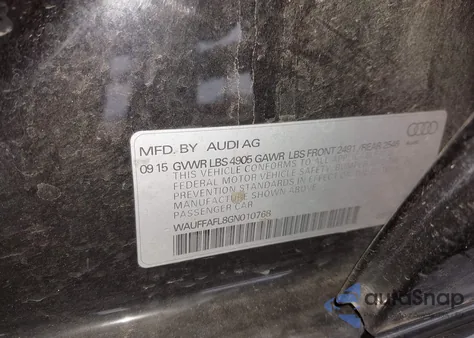 MFD. BY AUDI AG
09 15 GVWR LBS 4905 GAWR LBS FRONT 2491 / REAR 2546
THIS VEHICLE CONFORMS TO ALL
FEDERAL MOTOR VEHICLE SAFETY
PREVENTION STANDARDS IN EFFECT
MANUFACTURE SHOWN ABOVE.
PASSENGER CAR
WAUFFAFL8GN010768
autoSnap